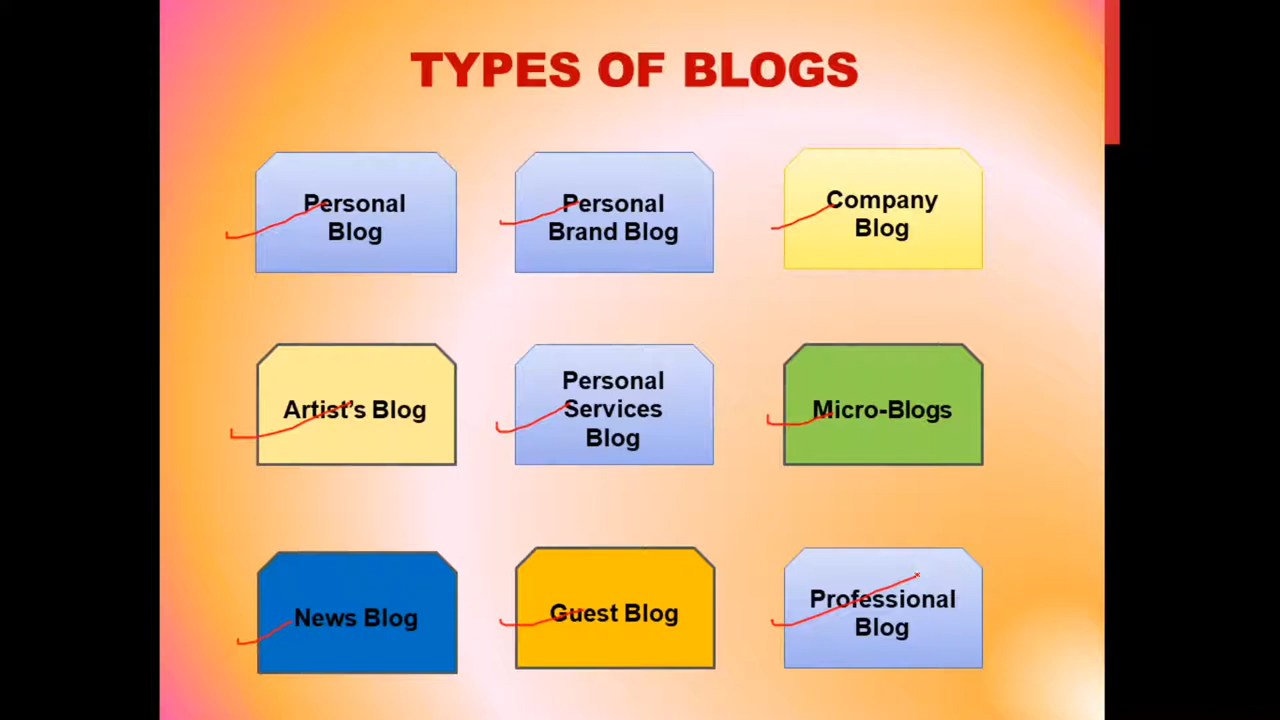 TYPES OF BLOGS
Personal
Blog
Personal
Brand Blog
Company
Blog
Artist's Blog
Personal
Services
Blog
Micro-Blogs
News Blog
Guest Blog
Professional
Blog